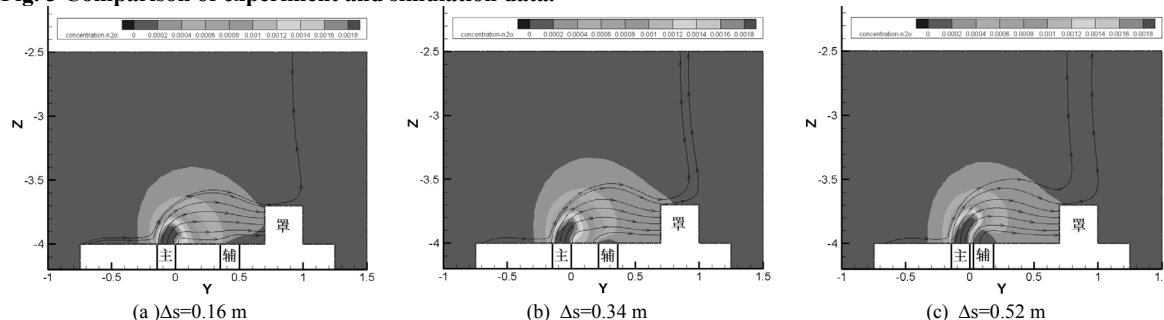 Fig. 3 Comparison of experiment and simulation data.
concentration-n2o: 0 0.0002 0.0004 0.0006 0.0008 0.001 0.0012 0.0014 0.0016 0.0018
-2.5
-3
Z
-3.5
-4
主 辅 罩
-1 -0.5 0 0.5 1 1.5
Y
(a )Δs=0.16 m
concentration-n2o: 0 0.0002 0.0004 0.0006 0.0008 0.001 0.0012 0.0014 0.0016 0.0018
-2.5
-3
Z
-3.5
-4
主 辅 罩
-1 -0.5 0 0.5 1 1.5
Y
(b) Δs=0.34 m
concentration-n2o: 0 0.0002 0.0004 0.0006 0.0008 0.001 0.0012 0.0014 0.0016 0.0018
-2.5
-3
Z
-3.5
-4
主 辅 罩
-1 -0.5 0 0.5 1 1.5
Y
(c) Δs=0.52 m